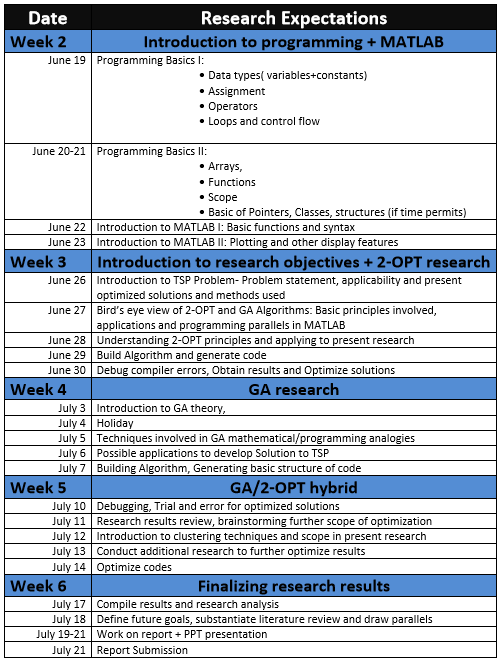 Date Research Expectations
Week 2 Introduction to programming + MATLAB
June 19 Programming Basics I:
• Data types( variables+constants)
• Assignment
• Operators
• Loops and control flow
June 20-21 Programming Basics II:
• Arrays,
• Functions
• Scope
• Basic of Pointers, Classes, structures (if time permits)
June 22 Introduction to MATLAB I: Basic functions and syntax
June 23 Introduction to MATLAB II: Plotting and other display features
Week 3 Introduction to research objectives + 2-OPT research
June 26 Introduction to TSP Problem- Problem statement, applicability and present
optimized solutions and methods used
June 27 Bird's eye view of 2-OPT and GA Algorithms: Basic principles involved,
applications and programming parallels in MATLAB
June 28 Understanding 2-OPT principles and applying to present research
June 29 Build Algorithm and generate code
June 30 Debug compiler errors, Obtain results and Optimize solutions
Week 4 GA research
July 3 Introduction to GA theory,
July 4 Holiday
July 5 Techniques involved in GA mathematical/programming analogies
July 6 Possible applications to develop Solution to TSP
July 7 Building Algorithm, Generating basic structure of code
Week 5 GA/2-OPT hybrid
July 10 Debugging, Trial and error for optimized solutions
July 11 Research results review, brainstorming further scope of optimization
July 12 Introduction to clustering techniques and scope in present research
July 13 Conduct additional research to further optimize results
July 14 Optimize codes
Week 6 Finalizing research results
July 17 Compile results and research analysis
July 18 Define future goals, substantiate literature review and draw parallels
July 19-21 Work on report + PPT presentation
July 21 Report Submission